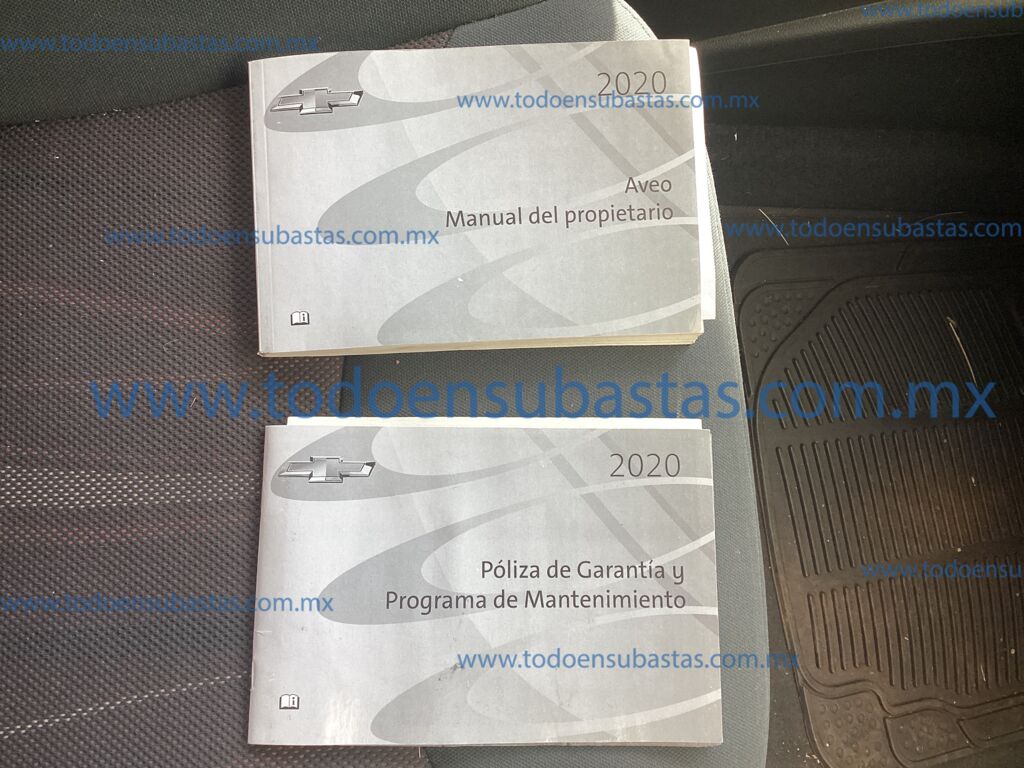 www.todoensubastas.com.mx
www.todoensu
2020
www.todoensubastas.com.mx
Aveo
Manual del propietario
www.todoensubastas.com.mx
www.todoensubastas
www.todoensubastas.com.mx
2020
Póliza de Garantía y
www.todoensubas
Programa de Mantenimiento
www.todoensubastas.com.mx
www.todoensubastas.com.mx